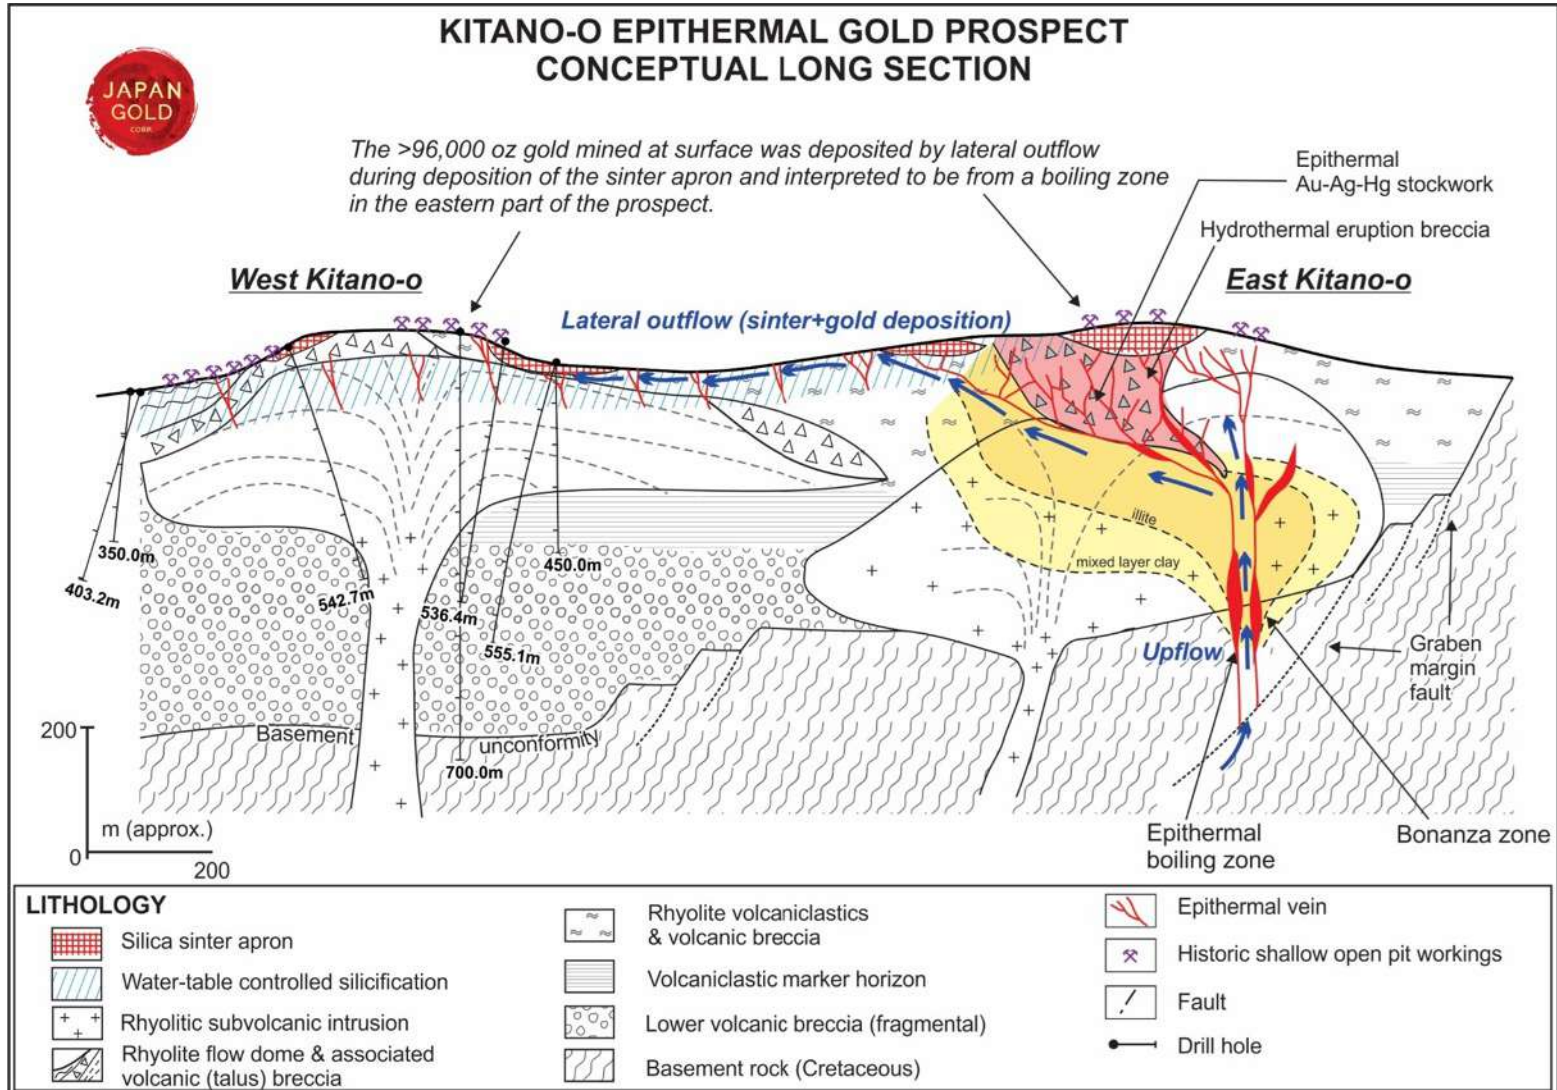 KITANO-O EPITHERMAL GOLD PROSPECT
CONCEPTUAL LONG SECTION
JAPAN
GOLD
CORP.
The >96,000 oz gold mined at surface was deposited by lateral outflow
during deposition of the sinter apron and interpreted to be from a boiling zone
in the eastern part of the prospect.
Epithermal
Au-Ag-Hg stockwork
Hydrothermal eruption breccia
West Kitano-o
East Kitano-o
Lateral outflow (sinter+gold deposition)
illite
mixed layer clay
350.0m
403.2m
542.7m
536.4m
555.1m
450.0m
700.0m
Upflow
Graben
margin
fault
Basement
unconformity
200
m (approx.)
0
200
Epithermal
boiling zone
Bonanza zone
LITHOLOGY
Silica sinter apron
Water-table controlled silicification
Rhyolitic subvolcanic intrusion
Rhyolite flow dome & associated
volcanic (talus) breccia
Rhyolite volcaniclastics
& volcanic breccia
Volcaniclastic marker horizon
Lower volcanic breccia (fragmental)
Basement rock (Cretaceous)
Epithermal vein
Historic shallow open pit workings
Fault
Drill hole